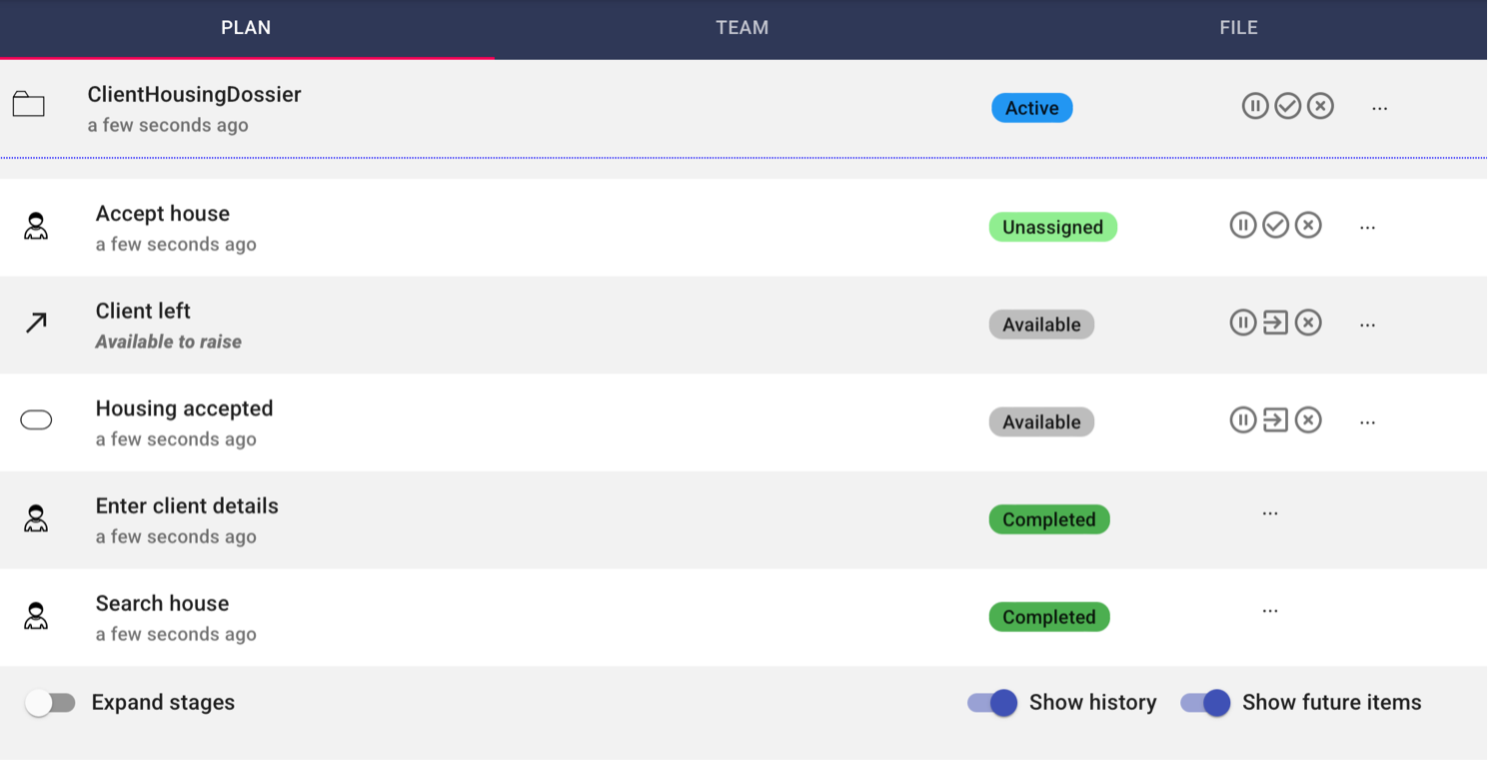 PLAN TEAM FILE
ClientHousingDossier
a few seconds ago
Active
...
Accept house
a few seconds ago
Unassigned
...
Client left
Available to raise
Available
...
Housing accepted
a few seconds ago
Available
...
Enter client details
a few seconds ago
Completed
...
Search house
a few seconds ago
Completed
...
Expand stages Show history Show future items